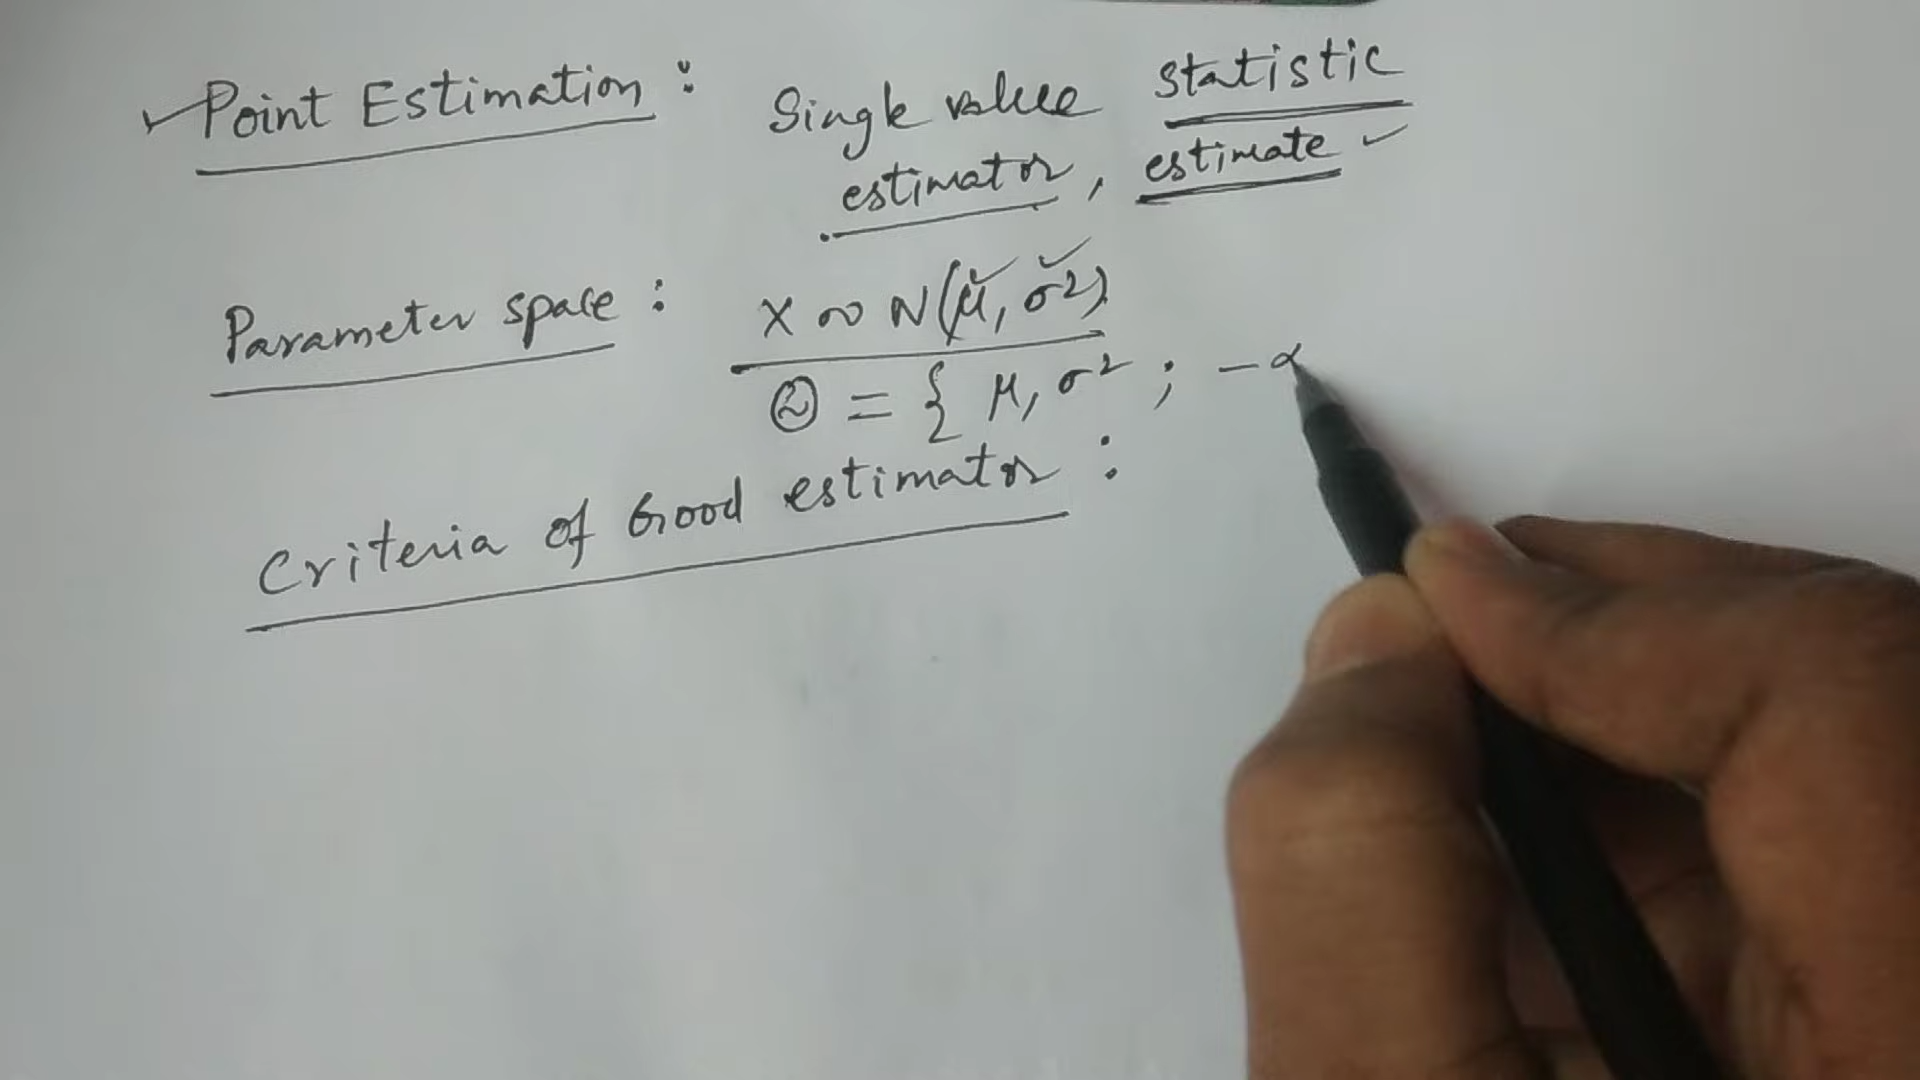 Point Estimation : Single value statistic
estimator, estimate ✓
Parameter space : X ~ N(μ, σ²)
Θ = { μ, σ² ; -∞
Criteria of Good estimator :